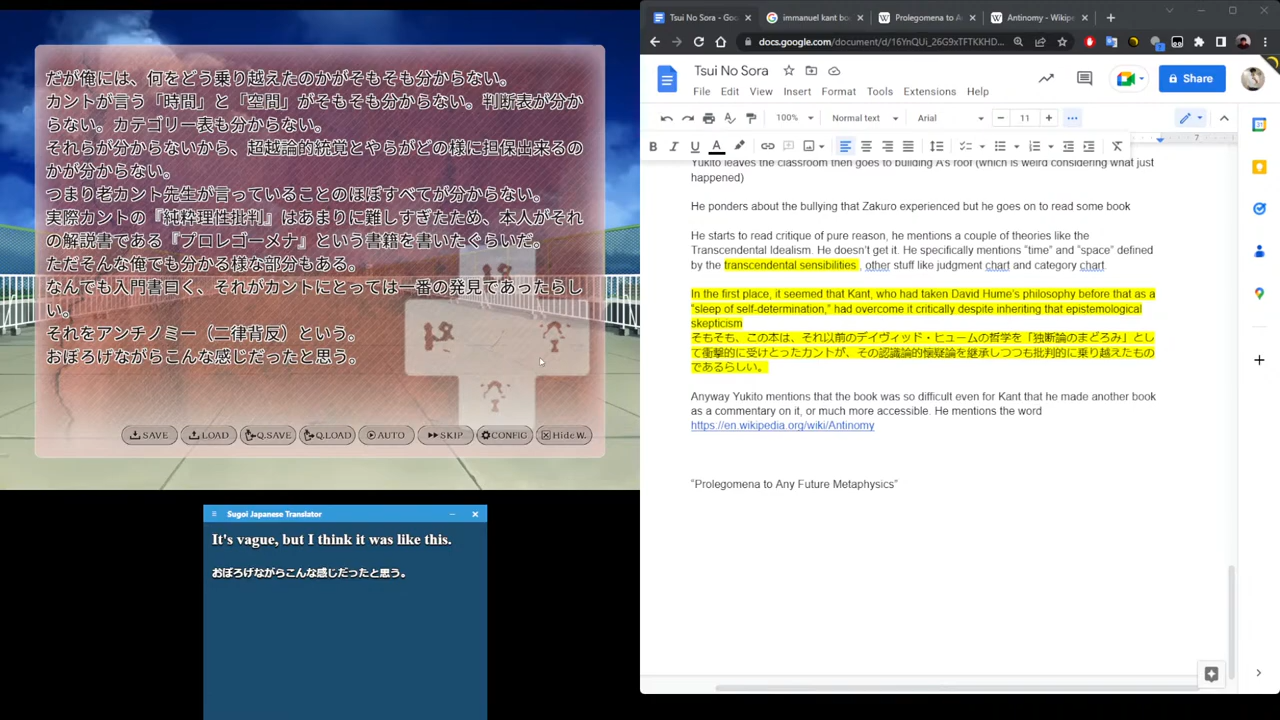 だが俺には、何をどう乗り越えたのかがそもそも分からない。
カントが言う「時間」と「空間」がそもそも分からない。判断表が分か
らない。カテゴリー表も分からない。
それらが分からないから、超越論的統覚とやらがどの様に担保出来るの
かが分からない。
つまり老カント先生が言っていることのほぼすべてが分からない。
実際カントの『純粋理性批判』はあまりに難しすぎたため、本人がそれ
の解説書である『プロレゴーメナ』という書籍を書いたぐらいだ。
ただそんな俺でも分かる様な部分もある。
なんでも入門書曰く、それがカントにとっては一番の発見であったらし
い。
それをアンチノミー（二律背反）という。
おぼろげながらこんな感じだったと思う。
SAVE LOAD Q.SAVE Q.LOAD AUTO SKIP CONFIG Hide W.
Sugoi Japanese Translator
It's vague, but I think it was like this.
おぼろげながらこんな感じだったと思う。
Tsui No Sora - Goo
immanuel kant bo
Prolegomena to A
Antinomy - Wikipe
docs.google.com/document/d/16YnQUi_26G9xTFTKKHD...
Tsui No Sora
File Edit View Insert Format Tools Extensions Help
Share
100% Normal text Arial 11
7
Yukito leaves the classroom then goes to building A's roof (which is weird considering what just
happened)
He ponders about the bullying that Zakuro experienced but he goes on to read some book
He starts to read critique of pure reason, he mentions a couple of theories like the
Transcendental Idealism. He doesn't get it. He specifically mentions "time" and "space" defined
by the transcendental sensibilities , other stuff like judgment chart and category chart.
In the first place, it seemed that Kant, who had taken David Hume's philosophy before that as a
"sleep of self-determination," had overcome it critically despite inheriting that epistemological
skepticism
そもそも、この本は、それ以前のデイヴィッド・ヒュームの哲学を「独断論のまどろみ」とし
て衝撃的に受けとったカントが、その認識論的懐疑論を継承しつつも批判的に乗り越えたもの
であるらしい。
Anyway Yukito mentions that the book was so difficult even for Kant that he made another book
as a commentary on it, or much more accessible. He mentions the word
https://en.wikipedia.org/wiki/Antinomy
"Prolegomena to Any Future Metaphysics"